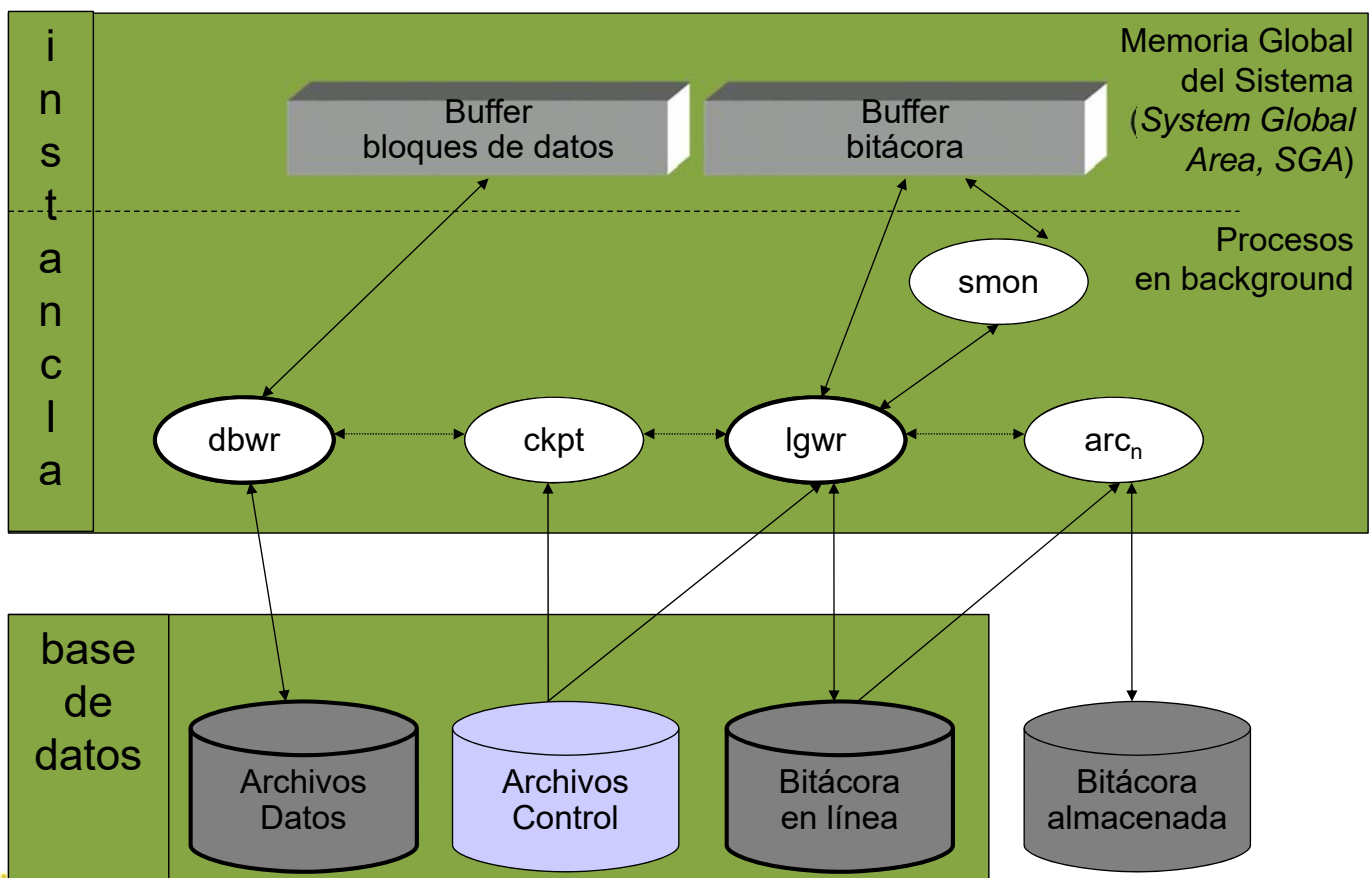 instancIa
Memoria Global
del Sistema
(System Global
Area, SGA)
Buffer
bloques de datos
Buffer
bitácora
Procesos
en background
smon
dbwr
ckpt
lgwr
arcn
base
de
datos
Archivos
Datos
Archivos
Control
Bitácora
en línea
Bitácora
almacenada